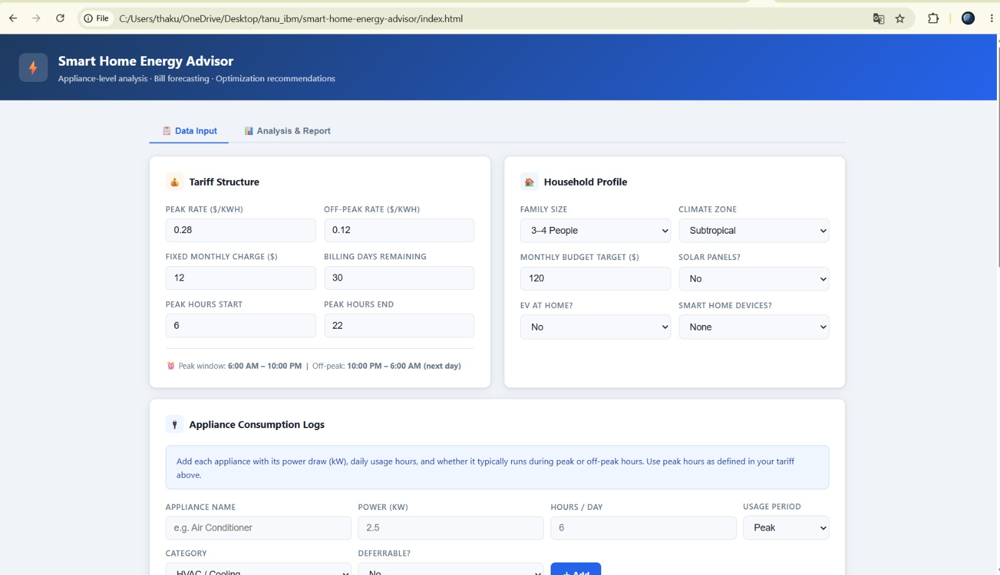 File C:/Users/thaku/OneDrive/Desktop/tanu_ibm/smart-home-energy-advisor/index.html
Smart Home Energy Advisor
Appliance-level analysis · Bill forecasting · Optimization recommendations
Data Input Analysis & Report
Tariff Structure
PEAK RATE ($/KWH) OFF-PEAK RATE ($/KWH)
0.28 0.12
FIXED MONTHLY CHARGE ($) BILLING DAYS REMAINING
12 30
PEAK HOURS START PEAK HOURS END
6 22
Peak window: 6:00 AM – 10:00 PM | Off-peak: 10:00 PM – 6:00 AM (next day)
Household Profile
FAMILY SIZE CLIMATE ZONE
3–4 People Subtropical
MONTHLY BUDGET TARGET ($) SOLAR PANELS?
120 No
EV AT HOME? SMART HOME DEVICES?
No None
Appliance Consumption Logs
Add each appliance with its power draw (kW), daily usage hours, and whether it typically runs during peak or off-peak hours. Use peak hours as defined in your tariff
above.
APPLIANCE NAME POWER (KW) HOURS / DAY USAGE PERIOD
e.g. Air Conditioner 2.5 6 Peak
CATEGORY DEFERRABLE?
HVAC / Cooling No + Add